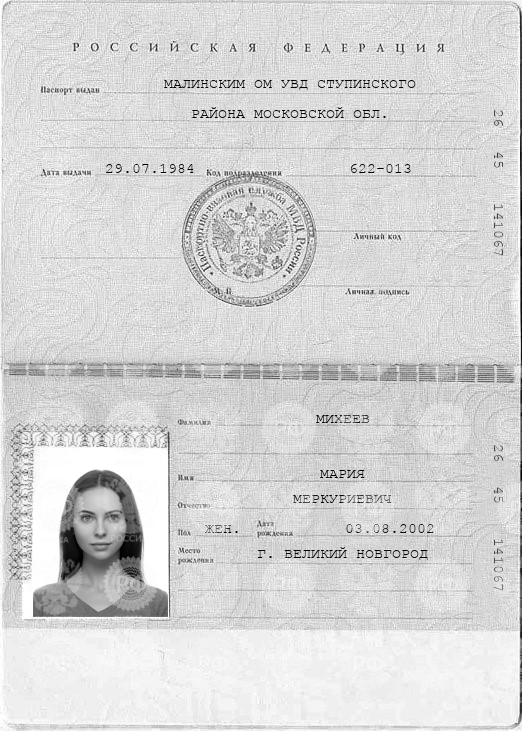 РОССИЙСКАЯ ФЕДЕРАЦИЯ
Паспорт выдан МАЛИНСКИМ ОМ УВД СТУПИНСКОГО
РАЙОНА МОСКОВСКОЙ ОБЛ.
Дата выдачи 29.07.1984 Код подразделения 622-013
Паспортно-визовая служба МВД России
Личный код
М.П. Личная подпись
26 45 141067
Фамилия МИХЕЕВ
Имя МАРИЯ
Отчество МЕРКУРИЕВИЧ
Пол ЖЕН. Дата рождения 03.08.2002
Место рождения Г. ВЕЛИКИЙ НОВГОРОД
26 45 141067